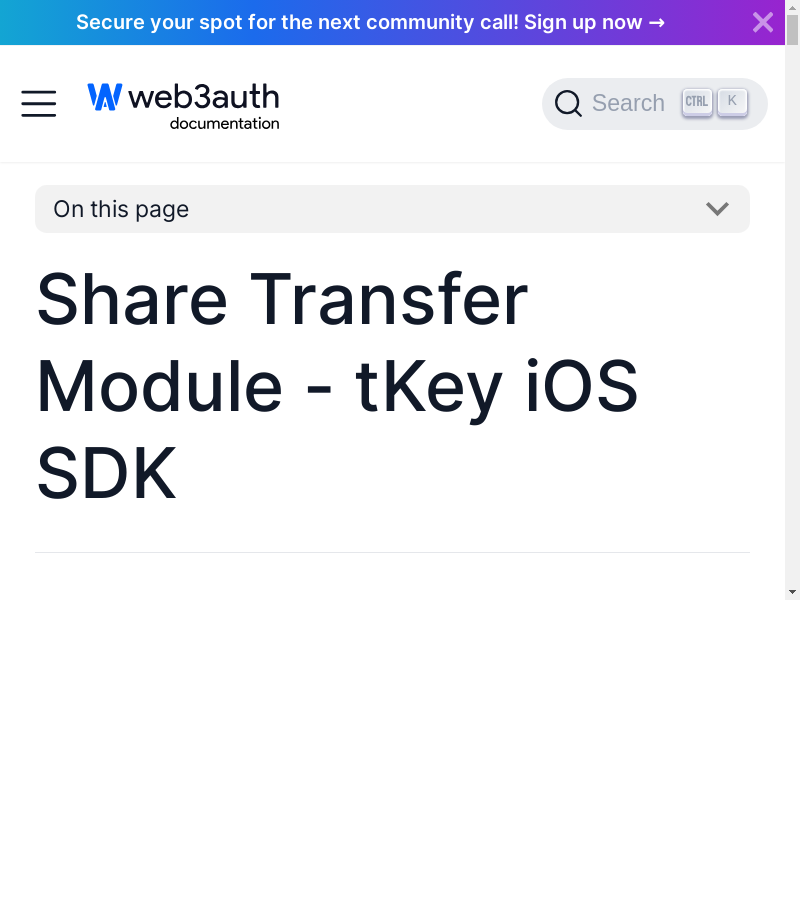 Secure your spot for the next community call! Sign up now →
web3auth
documentation
Search CTRL K
On this page
Share Transfer
Module - tKey iOS
SDK